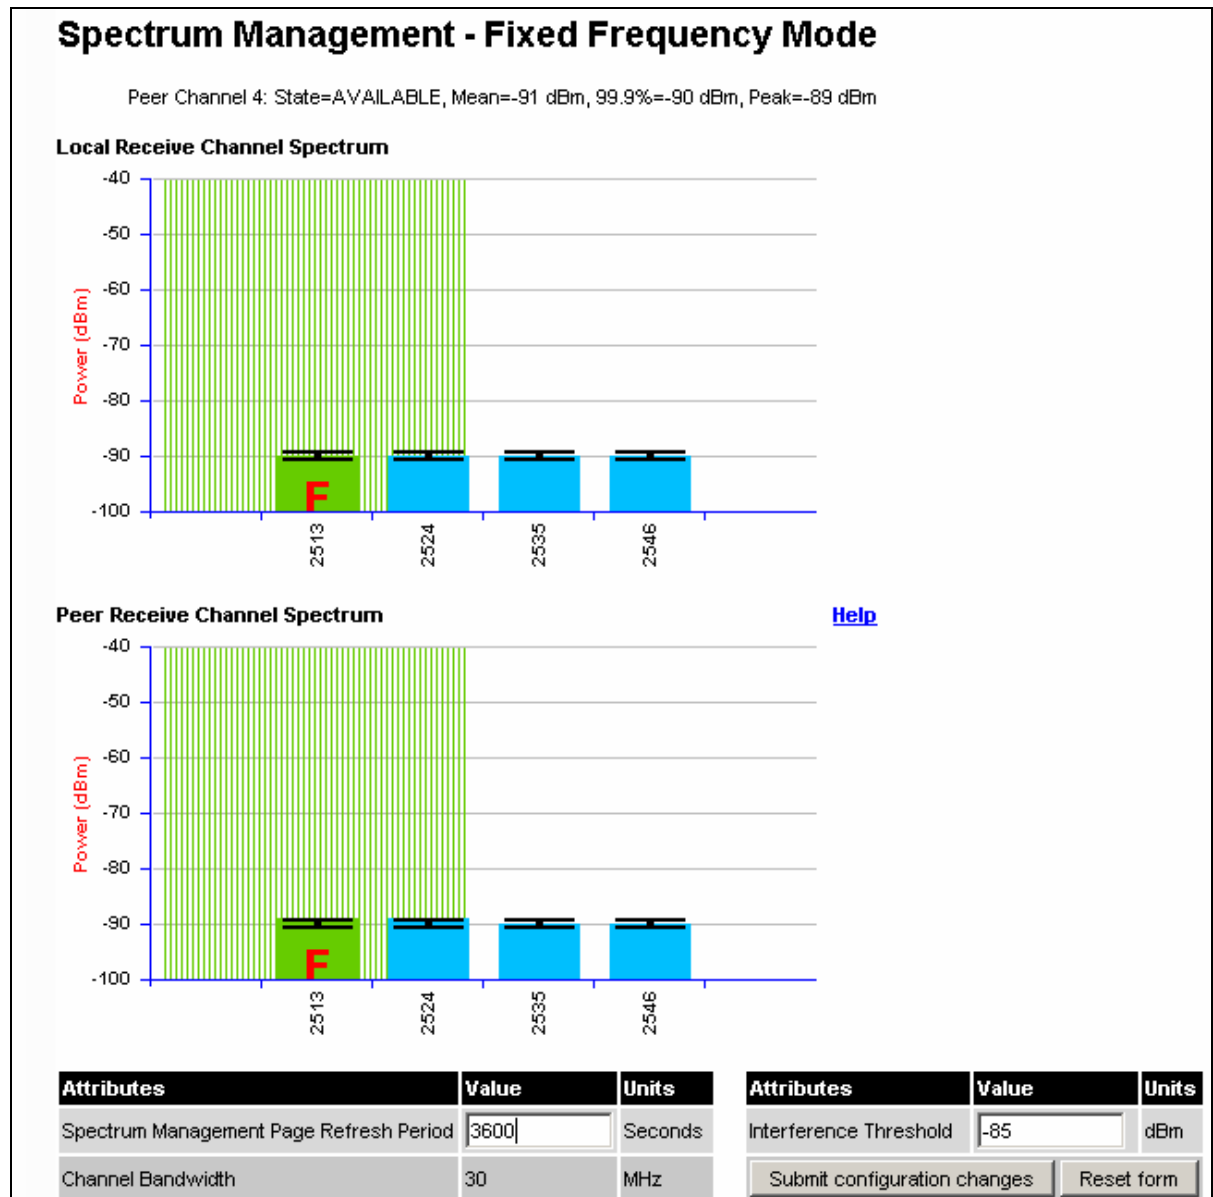 Spectrum Management - Fixed Frequency Mode
Peer Channel 4: State=AVAILABLE, Mean=-91 dBm, 99.9%=-90 dBm, Peak=-89 dBm
Local Receive Channel Spectrum
Power (dBm)
-40
-50
-60
-70
-80
-90
-100
F
2513
2524
2535
2546
Peer Receive Channel Spectrum
Help
Power (dBm)
-40
-50
-60
-70
-80
-90
-100
F
2513
2524
2535
2546
Attributes Value Units
Spectrum Management Page Refresh Period 3600 Seconds
Channel Bandwidth 30 MHz
Attributes Value Units
Interference Threshold -85 dBm
Submit configuration changes Reset form